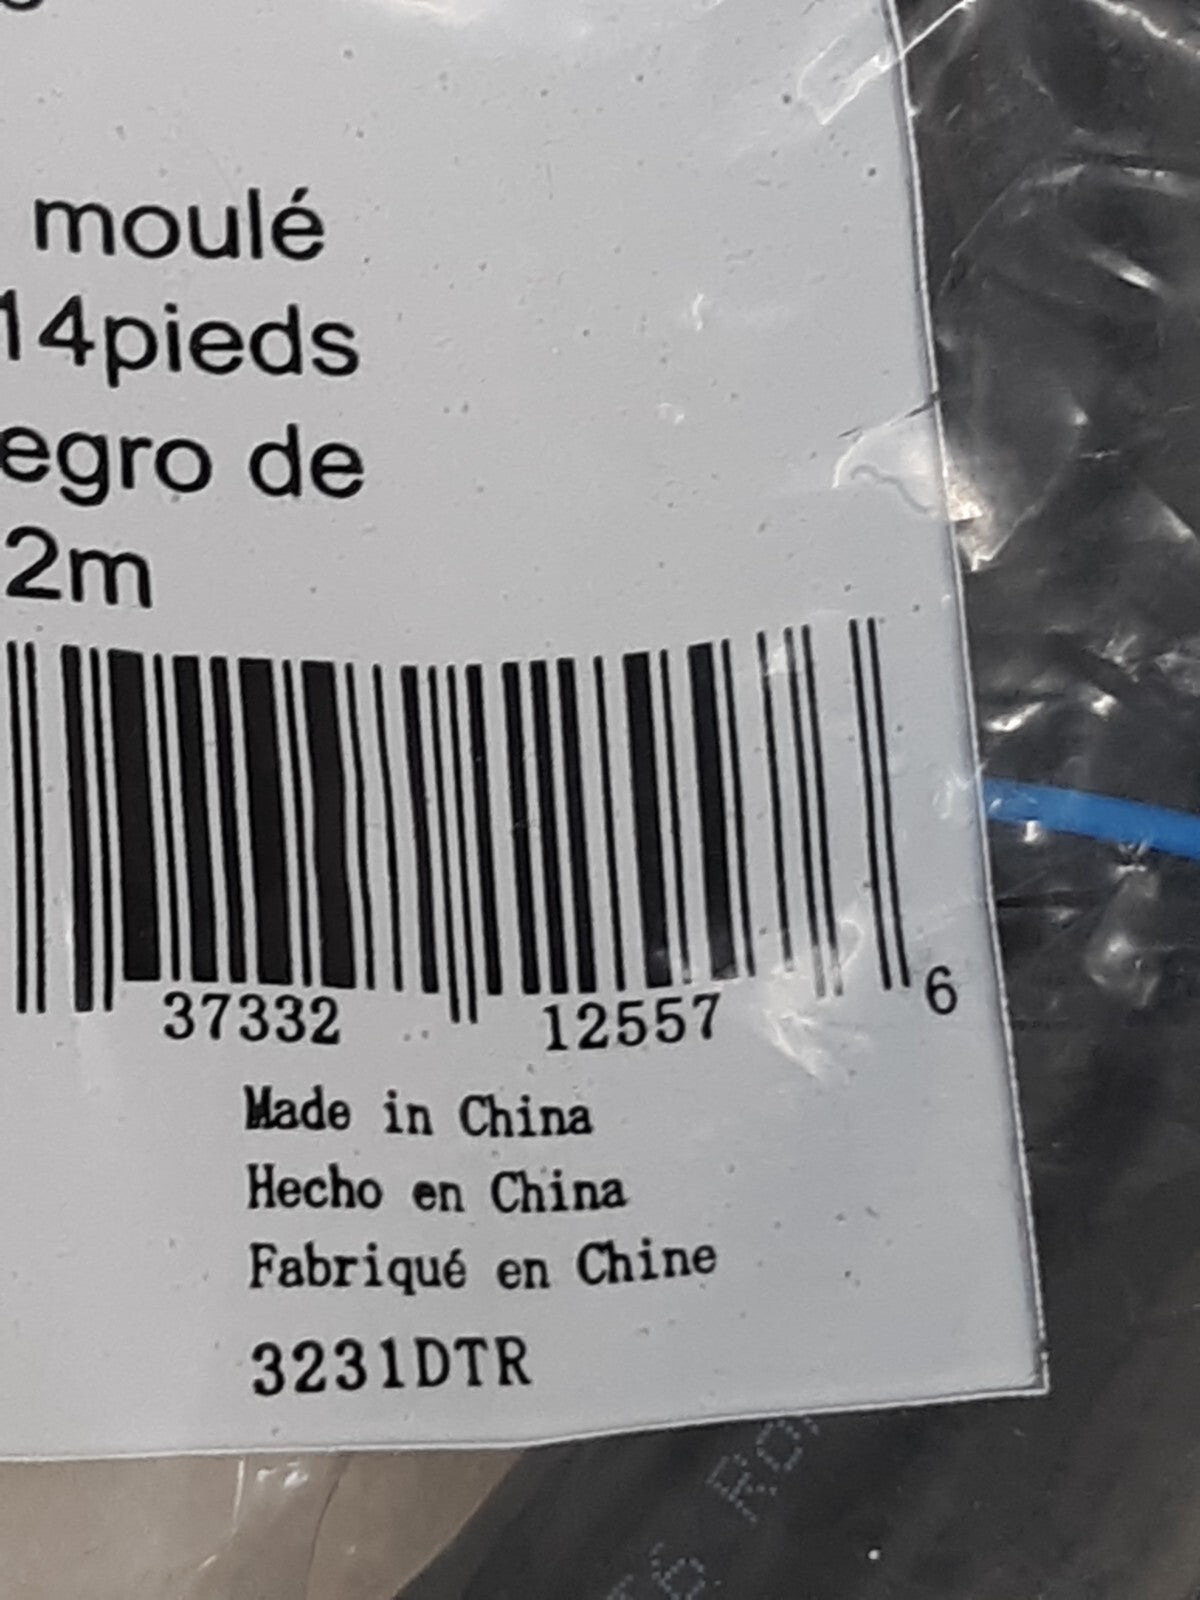 moulé
14pieds
egro de
2m
37332 12557 6
Made in China
Hecho en China
Fabriqué en Chine
3231DTR